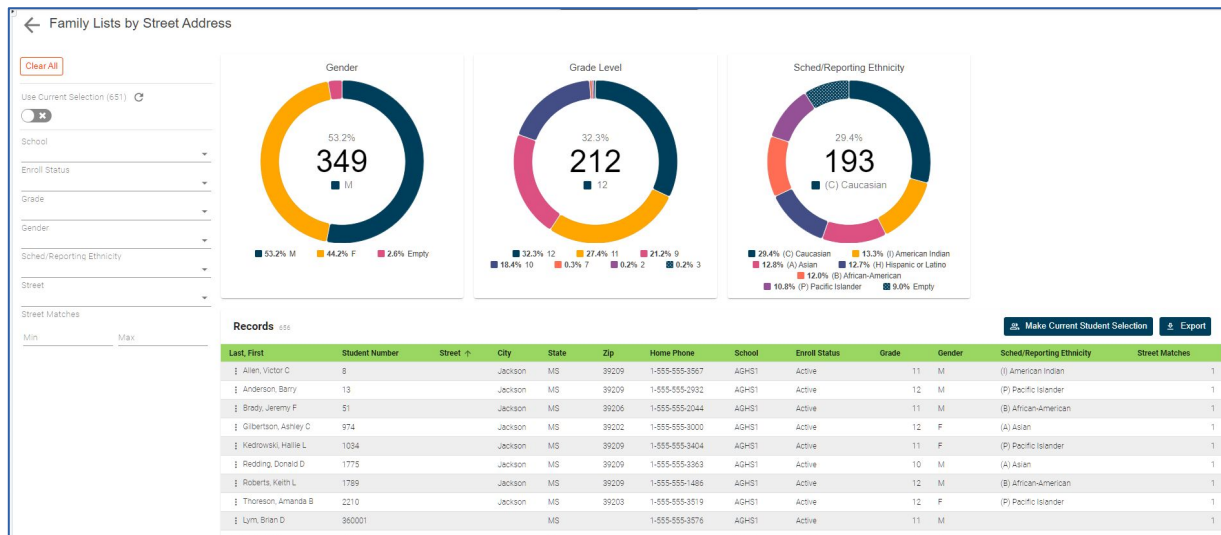 Family Lists by Street Address
Clear All
Use Current Selection (651)
School
Enroll Status
Grade
Gender
Sched/Reporting Ethnicity
Street
Street Matches
Min Max
Gender
53.2%
349
M
53.2% M 44.2% F 2.6% Empty
Grade Level
32.3%
212
12
32.3% 12 27.4% 11 21.2% 9
18.4% 10 0.3% 7 0.2% 2 0.2% 3
Sched/Reporting Ethnicity
29.4%
193
(C) Caucasian
29.4% (C) Caucasian 13.3% (I) American Indian
12.8% (A) Asian 12.7% (H) Hispanic or Latino
12.0% (B) African-American
10.8% (P) Pacific Islander 9.0% Empty
Records 656 Make Current Student Selection Export
Last, First Student Number Street City State Zip Home Phone School Enroll Status Grade Gender Sched/Reporting Ethnicity Street Matches
Allen, Victor C 8 Jackson MS 39209 1-555-555-3567 AGHS1 Active 11 M (I) American Indian 1
Anderson, Barry 13 Jackson MS 39209 1-555-555-2932 AGHS1 Active 12 M (P) Pacific Islander 1
Brady, Jeremy F 51 Jackson MS 39206 1-555-555-2044 AGHS1 Active 11 M (B) African-American 1
Gilbertson, Ashley C 974 Jackson MS 39202 1-555-555-3000 AGHS1 Active 12 F (A) Asian 1
Kedrowski, Hallie L 1034 Jackson MS 39209 1-555-555-3404 AGHS1 Active 11 F (P) Pacific Islander 1
Redding, Donald D 1775 Jackson MS 39209 1-555-555-3363 AGHS1 Active 10 M (A) Asian 1
Roberts, Keith L 1789 Jackson MS 39209 1-555-555-1486 AGHS1 Active 12 M (B) African-American 1
Thoreson, Amanda B 2210 Jackson MS 39203 1-555-555-3519 AGHS1 Active 12 F (P) Pacific Islander 1
Lym, Brian D 360001 MS 1-555-555-3576 AGHS1 Active 11 M 1